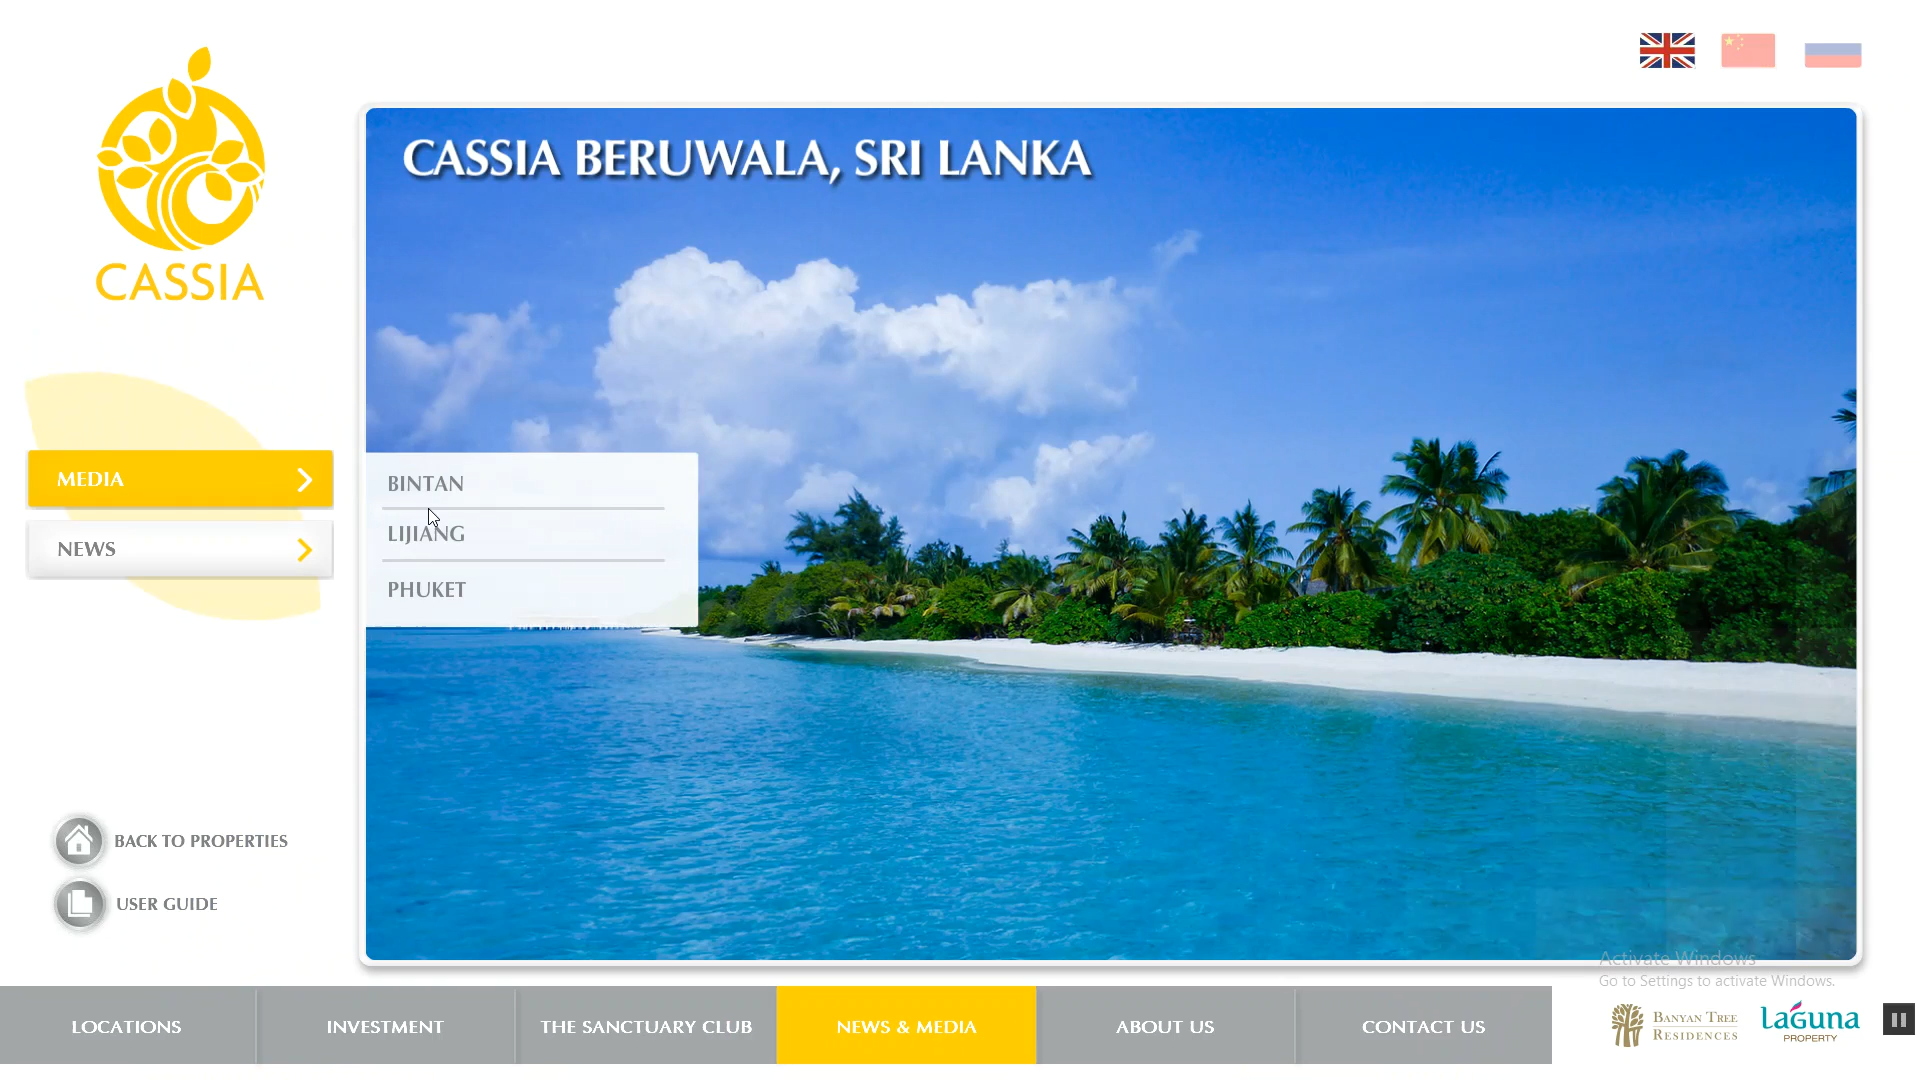 CASSIA
CASSIA BERUWALA, SRI LANKA
MEDIA
NEWS
BINTAN
LIJIANG
PHUKET
BACK TO PROPERTIES
USER GUIDE
Activate Windows
Go to Settings to activate Windows.
LOCATIONS
INVESTMENT
THE SANCTUARY CLUB
NEWS & MEDIA
ABOUT US
CONTACT US
BANYAN TREE
RESIDENCES
Laguna
PROPERTY